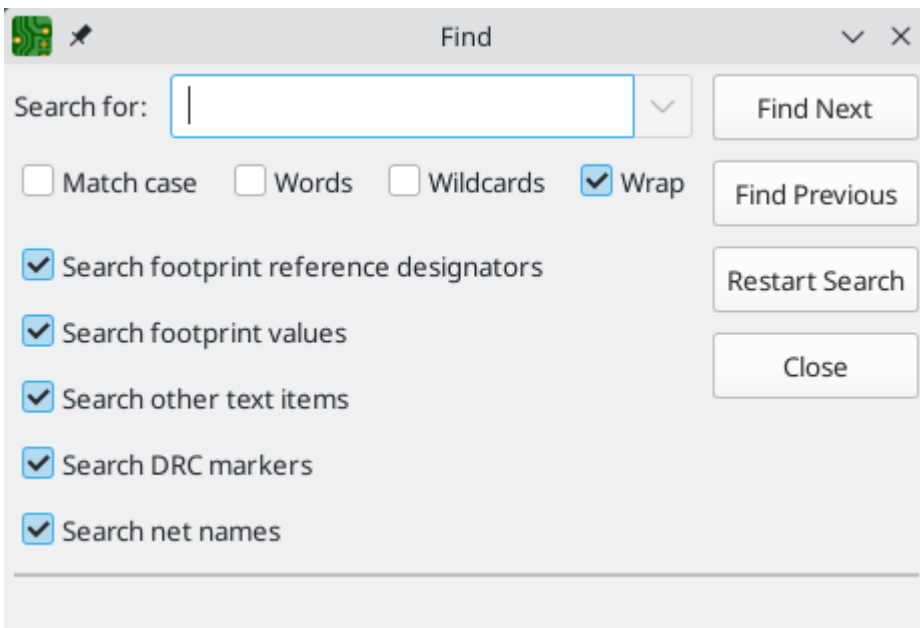 Find
Search for:
Find Next
Match case Words Wildcards Wrap
Find Previous
Search footprint reference designators
Restart Search
Search footprint values
Close
Search other text items
Search DRC markers
Search net names